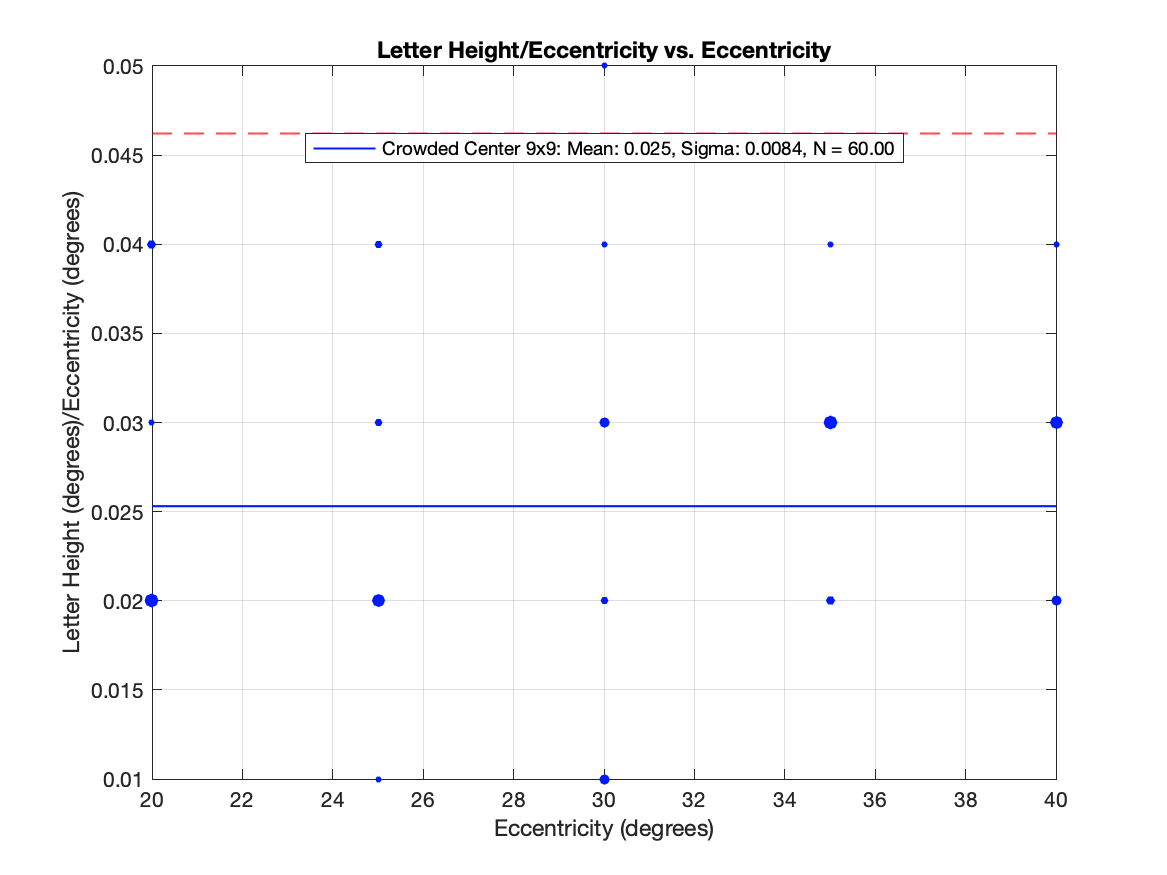 Letter Height/Eccentricity vs. Eccentricity
0.05
0.045
0.04
0.035
0.03
0.025
0.02
0.015
0.01
Letter Height (degrees)/Eccentricity (degrees)
Crowded Center 9x9: Mean: 0.025, Sigma: 0.0084, N = 60.00
20 22 24 26 28 30 32 34 36 38 40
Eccentricity (degrees)